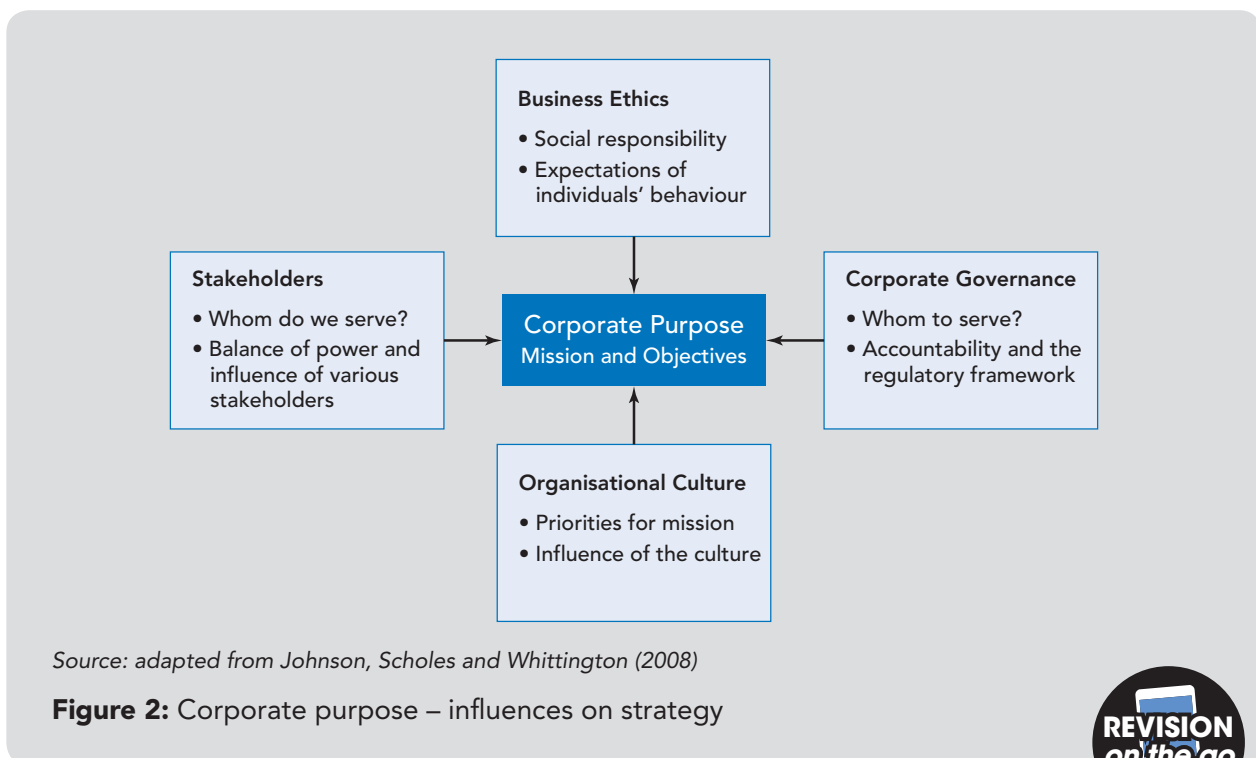 Business Ethics
• Social responsibility
• Expectations of
individuals’ behaviour
Stakeholders
• Whom do we serve?
• Balance of power and
influence of various
stakeholders
Corporate Purpose
Mission and Objectives
Corporate Governance
• Whom to serve?
• Accountability and the
regulatory framework
Organisational Culture
• Priorities for mission
• Influence of the culture
Source: adapted from Johnson, Scholes and Whittington (2008)
Figure 2: Corporate purpose – influences on strategy
REVISION
on the go